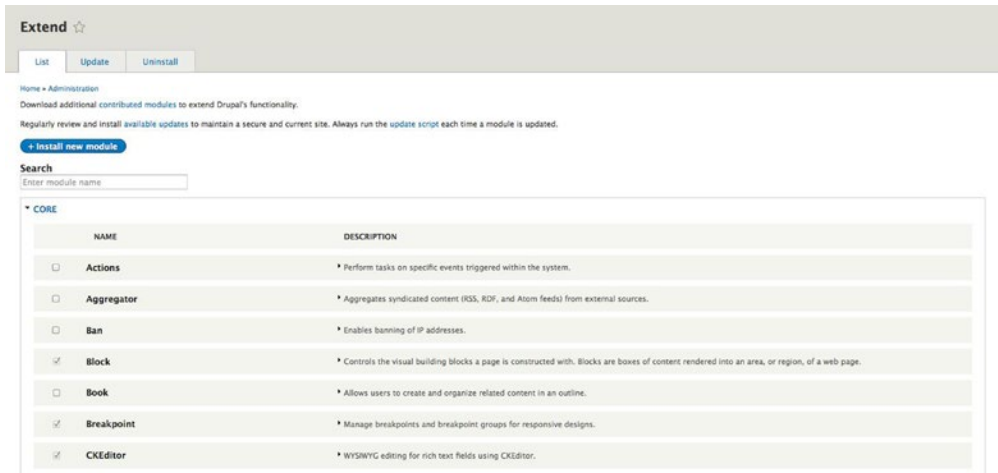 Extend
List Update Uninstall
Home » Administration
Download additional contributed modules to extend Drupal's functionality.
Regularly review and install available updates to maintain a secure and current site. Always run the update script each time a module is updated.
+ Install new module
Search
Enter module name
CORE
NAME DESCRIPTION
Actions Perform tasks on specific events triggered within the system.
Aggregator Aggregates syndicated content (RSS, RDF, and Atom feeds) from external sources.
Ban Enables banning of IP addresses.
Block Controls the visual building blocks a page is constructed with. Blocks are boxes of content rendered into an area, or region, of a web page.
Book Allows users to create and organize related content in an outline.
Breakpoint Manage breakpoints and breakpoint groups for responsive designs.
CKEditor WYSIWYG editing for rich text fields using CKEditor.